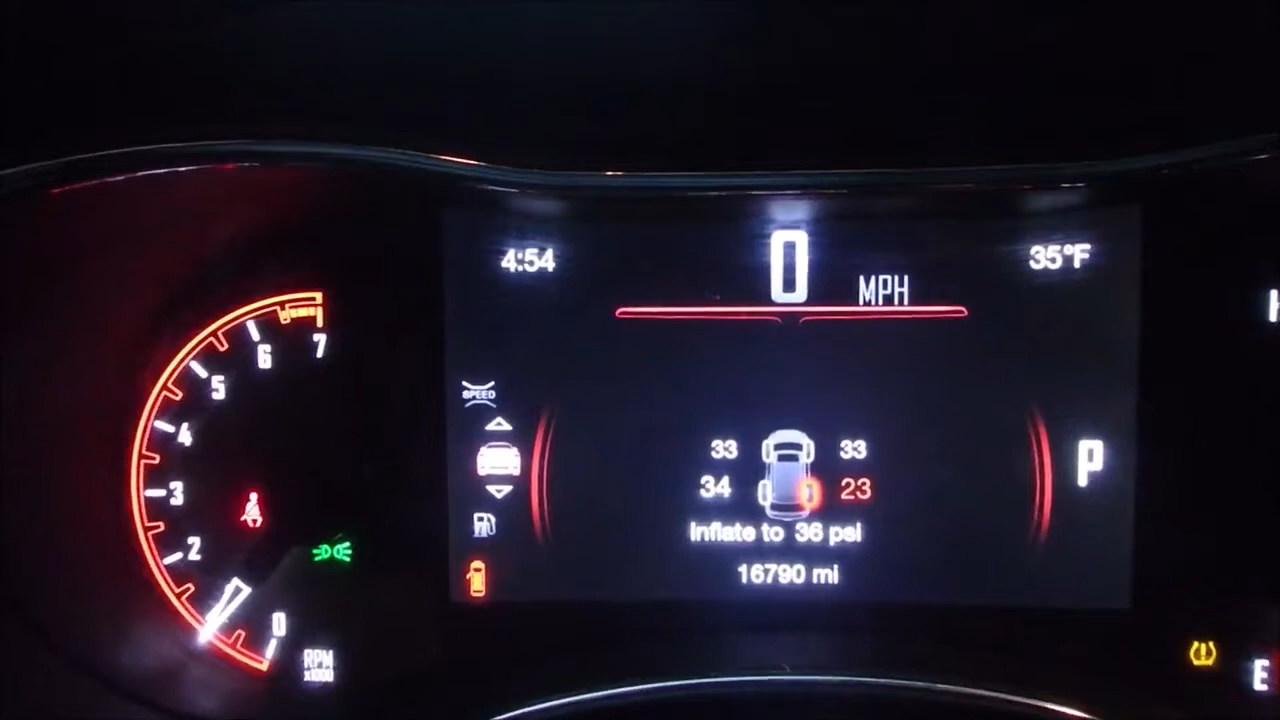 4:54
0 MPH
35°F
SPEED
7
6
5
4
3
2
0
RPM
x1000
33 33
34 23
Inflate to 36 psi
16790 mi
P
E